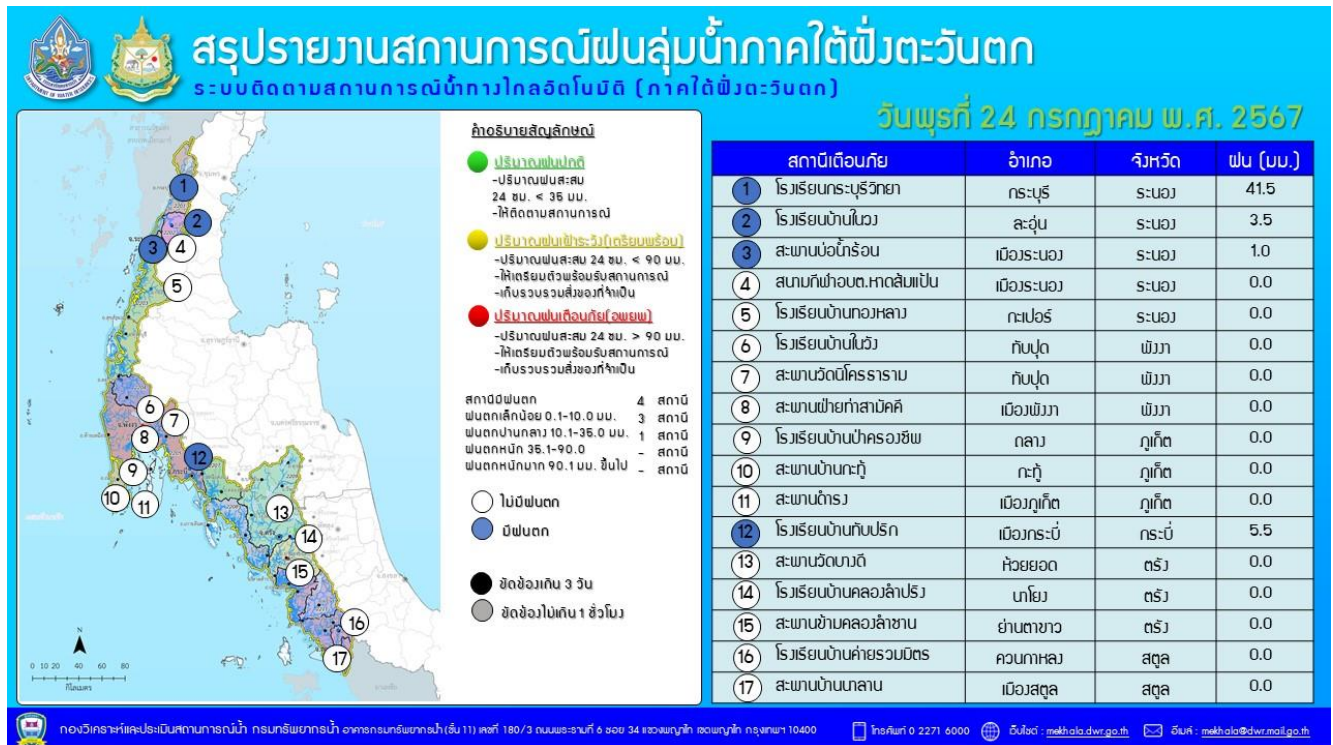 สรุปรายงานสถานการณ์ฝนลุ่มน้ำภาคใต้ฝั่งตะวันตก
ระบบติดตามสถานการณ์น้ำทางไกลอัตโนมัติ (ภาคใต้ฝั่งตะวันตก)
วันพุธที่ 24 กรกฎาคม พ.ศ. 2567
คำอธิบายสัญลักษณ์
ปริมาณฝนปกติ
-ปริมาณฝนสะสม
24 ชม. < 35 มม.
-ให้ติดตามสถานการณ์
ปริมาณฝนเฝ้าระวัง(เตรียมพร้อม)
-ปริมาณฝนสะสม 24 ชม. < 90 มม.
-ให้เตรียมตัวพร้อมรับสถานการณ์
-เก็บรวบรวมสิ่งของที่จำเป็น
ปริมาณฝนเตือนภัย(อพยพ)
-ปริมาณฝนสะสม 24 ชม. > 90 มม.
-ให้เตรียมตัวพร้อมรับสถานการณ์
-เก็บรวบรวมสิ่งของที่จำเป็น
สถานีมีฝนตก 4 สถานี
ฝนตกเล็กน้อย 0.1-10.0 มม. 3 สถานี
ฝนตกปานกลาง 10.1-35.0 มม. 1 สถานี
ฝนตกหนัก 35.1-90.0 - สถานี
ฝนตกหนักมาก 90.1 มม. ขึ้นไป - สถานี
ไม่มีฝนตก
มีฝนตก
ขัดข้องเกิน 3 วัน
ขัดข้องไม่เกิน 1 ชั่วโมง
1
2
3
4
5
6
7
8
9
10
11
12
13
14
15
16
17
N
0 10 20 40 60 80
กิโลเมตร
สถานีเตือนภัย อำเภอ จังหวัด ฝน (มม.)
1 โรงเรียนกระบุรีวิทยา กระบุรี ระนอง 41.5
2 โรงเรียนบ้านในวง ละอุ่น ระนอง 3.5
3 สะพานบ่อน้ำร้อน เมืองระนอง ระนอง 1.0
4 สนามกีฬาอบต.หาดส้มแป้น เมืองระนอง ระนอง 0.0
5 โรงเรียนบ้านทองหลาง กะเปอร์ ระนอง 0.0
6 โรงเรียนบ้านในวัง ทับปุด พังงา 0.0
7 สะพานวัดนิโครธาราม ทับปุด พังงา 0.0
8 สะพานฝ่ายท่าสามัคคี เมืองพังงา พังงา 0.0
9 โรงเรียนบ้านป่าครองชีพ ถลาง ภูเก็ต 0.0
10 สะพานบ้านกะทู้ กะทู้ ภูเก็ต 0.0
11 สะพานดำรง เมืองภูเก็ต ภูเก็ต 0.0
12 โรงเรียนบ้านทับปริก เมืองกระบี่ กระบี่ 5.5
13 สะพานวัดบางดี ห้วยยอด ตรัง 0.0
14 โรงเรียนบ้านคลองลำปริง นาโยง ตรัง 0.0
15 สะพานข้ามคลองลำชาน ย่านตาขาว ตรัง 0.0
16 โรงเรียนบ้านค่ายรวมมิตร ควนกาหลง สตูล 0.0
17 สะพานบ้านนาลาน เมืองสตูล สตูล 0.0
กองวิเคราะห์และประเมินสถานการณ์น้ำ กรมทรัพยากรน้ำ อาคารกรมทรัพยากรน้ำ (ชั้น 11) เลขที่ 180/3 ถนนพระรามที่ 6 ซอย 34 แขวงพญาไท เขตพญาไท กรุงเทพฯ 10400 โทรศัพท์ 0 2271 6000 เว็บไซต์ : mekhala.dwr.go.th อีเมล์ : mekhala@dwr.mail.go.th